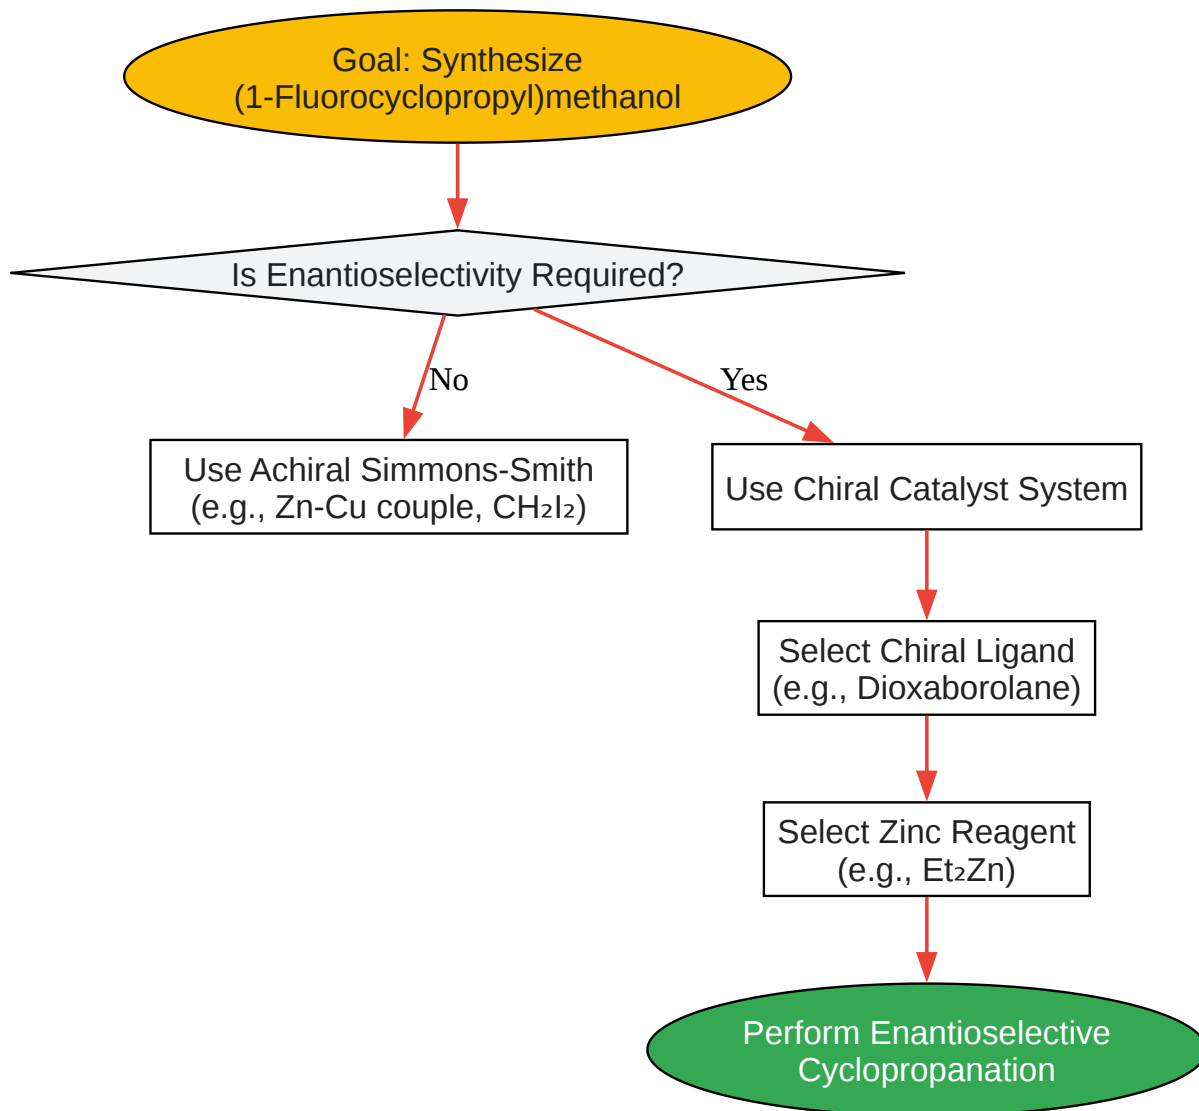 Goal: Synthesize
(1-Fluorocyclopropyl)methanol
Is Enantioselectivity Required?
No
Yes
Use Achiral Simmons-Smith
(e.g., Zn-Cu couple, CH₂I₂)
Use Chiral Catalyst System
Select Chiral Ligand
(e.g., Dioxaborolane)
Select Zinc Reagent
(e.g., Et₂Zn)
Perform Enantioselective
Cyclopropanation